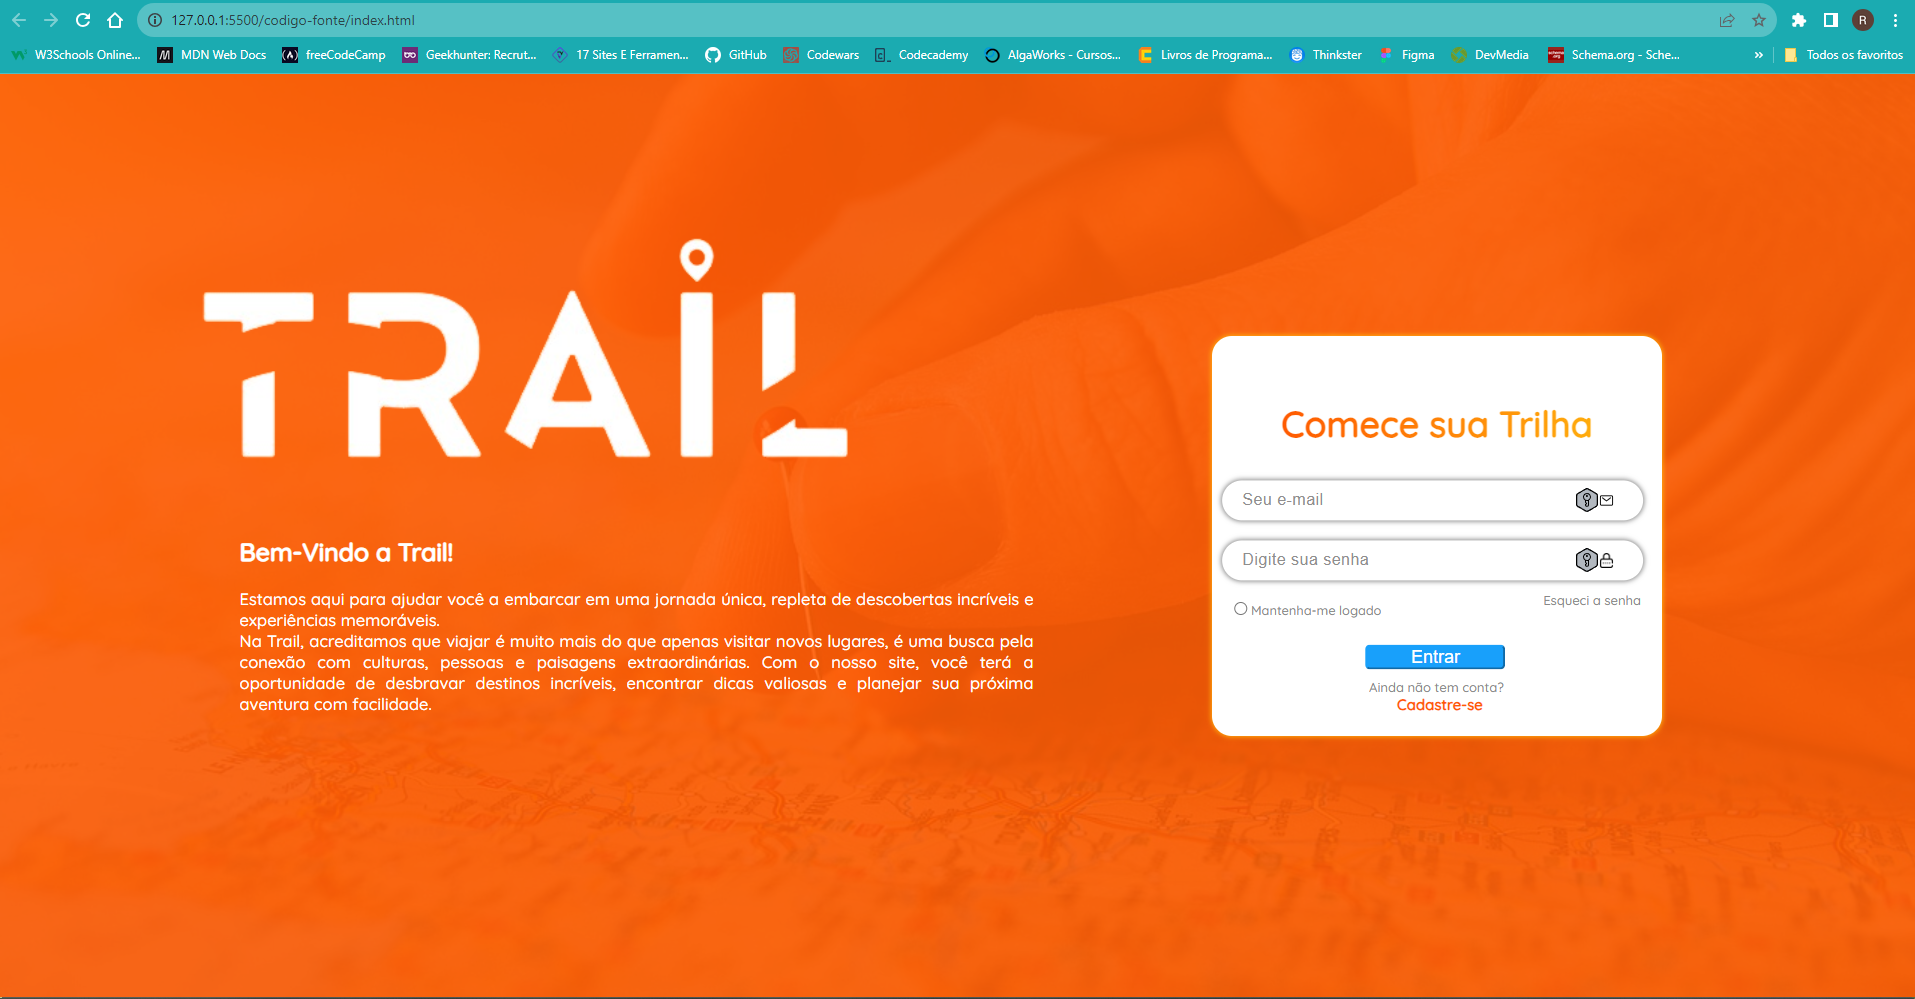 127.0.0.1:5500/codigo-fonte/index.html
R
W3Schools Online...
MDN Web Docs
freeCodeCamp
Geekhunter: Recrut...
17 Sites E Ferramen...
GitHub
Codewars
Codecademy
AlgaWorks - Cursos...
Livros de Programa...
Thinkster
Figma
DevMedia
Schema.org - Sche...
»
Todos os favoritos
TRAIL
Bem-Vindo a Trail!
Estamos aqui para ajudar você a embarcar em uma jornada única, repleta de descobertas incríveis e
experiências memoráveis.
Na Trail, acreditamos que viajar é muito mais do que apenas visitar novos lugares, é uma busca pela
conexão com culturas, pessoas e paisagens extraordinárias. Com o nosso site, você terá a
oportunidade de desbravar destinos incríveis, encontrar dicas valiosas e planejar sua próxima
aventura com facilidade.
Comece sua Trilha
Seu e-mail
Digite sua senha
Mantenha-me logado
Esqueci a senha
Entrar
Ainda não tem conta?
Cadastre-se